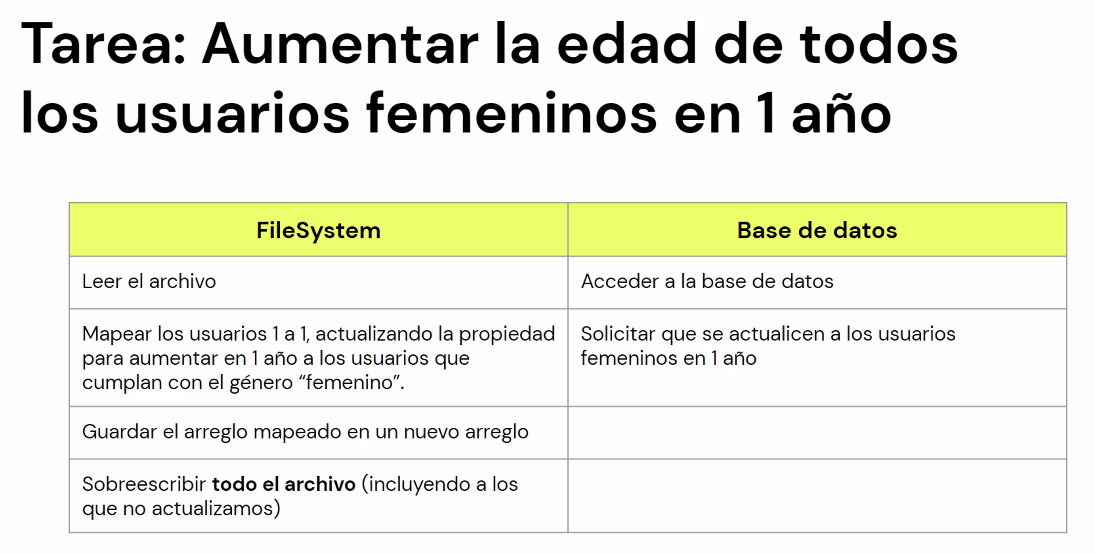 Tarea: Aumentar la edad de todos
los usuarios femeninos en 1 año
FileSystem
Base de datos
Leer el archivo
Acceder a la base de datos
Mapear los usuarios 1 a 1, actualizando la propiedad
para aumentar en 1 año a los usuarios que
cumplan con el género “femenino”.
Solicitar que se actualicen a los usuarios
femeninos en 1 año
Guardar el arreglo mapeado en un nuevo arreglo
Sobreescribir todo el archivo (incluyendo a los
que no actualizamos)